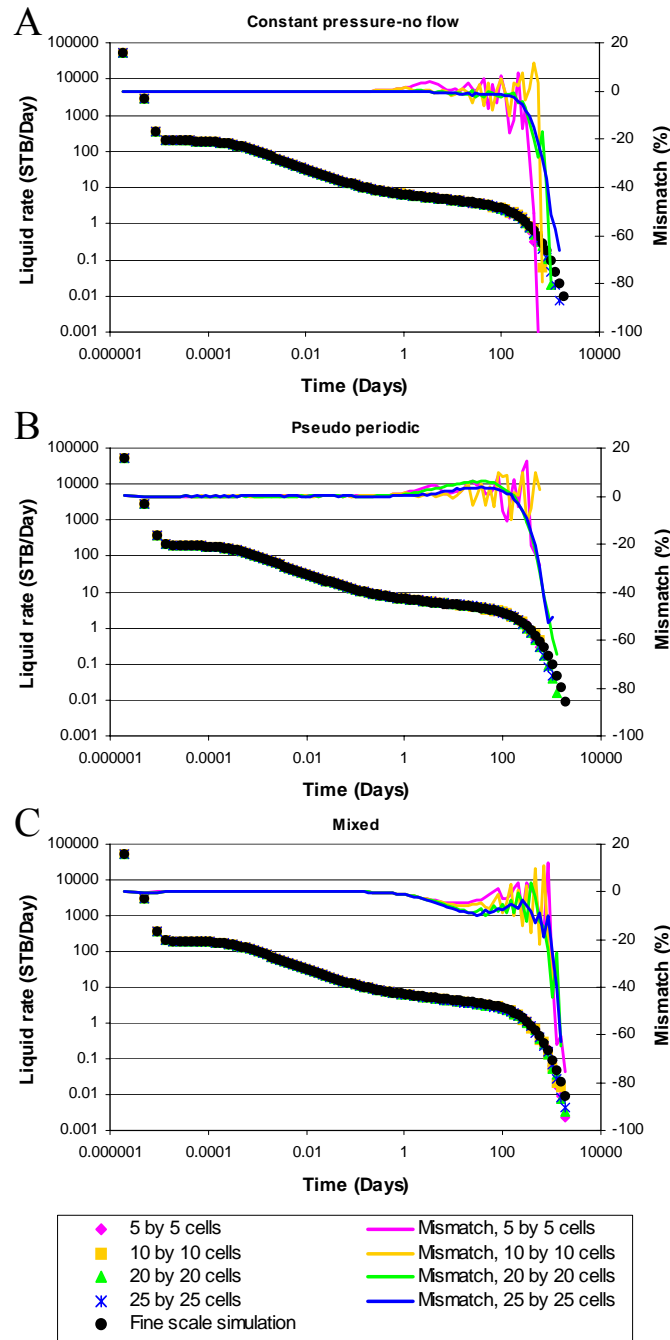 A
Constant pressure-no flow
100000
10000
1000
100
10
1
0.1
0.01
0.001
20
0
-20
-40
-60
-80
-100
0.000001
0.0001
0.01
1
100
10000
Liquid rate (STB/Day)
Mismatch (%)
Time (Days)
B
Pseudo periodic
100000
10000
1000
100
10
1
0.1
0.01
0.001
20
0
-20
-40
-60
-80
-100
0.000001
0.0001
0.01
1
100
10000
Liquid rate (STB/Day)
Mismatch (%)
Time (Days)
C
Mixed
100000
10000
1000
100
10
1
0.1
0.01
0.001
20
0
-20
-40
-60
-80
-100
0.000001
0.0001
0.01
1
100
10000
Liquid rate (STB/Day)
Mismatch (%)
Time (Days)
5 by 5 cells
Mismatch, 5 by 5 cells
10 by 10 cells
Mismatch, 10 by 10 cells
20 by 20 cells
Mismatch, 20 by 20 cells
25 by 25 cells
Mismatch, 25 by 25 cells
Fine scale simulation